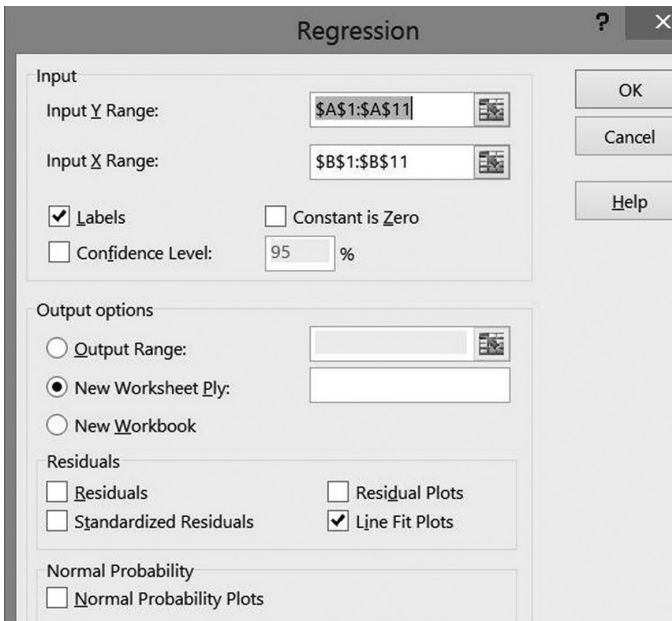 Regression
?
X
Input
Input Y Range:
$A$1:$A$11
OK
Input X Range:
$B$1:$B$11
Cancel
Labels
Constant is Zero
Help
Confidence Level:
95
%
Output options
Output Range:
New Worksheet Ply:
New Workbook
Residuals
Residuals
Residual Plots
Standardized Residuals
Line Fit Plots
Normal Probability
Normal Probability Plots